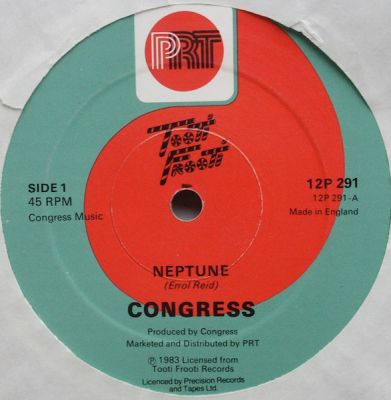 PRT
Tooti
Frooti
SIDE 1
45 RPM
Congress Music
12P 291
12P 291-A
Made in England
NEPTUNE
(Errol Reid)
CONGRESS
Produced by Congress
Marketed and Distributed by PRT
℗ 1983 Licensed from
Tooti Frooti Records
Licenced by Precision Records
and Tapes Ltd.